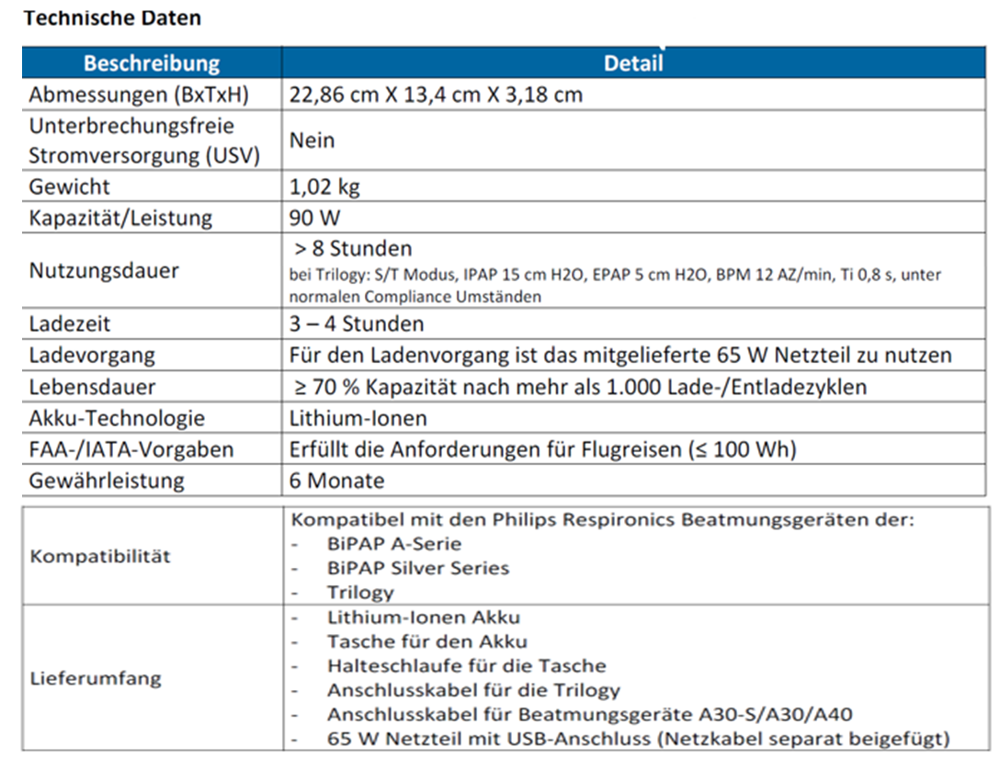 Technische Daten
Beschreibung Detail
Abmessungen (BxTxH) 22,86 cm X 13,4 cm X 3,18 cm
Unterbrechungsfreie
Stromversorgung (USV) Nein
Gewicht 1,02 kg
Kapazität/Leistung 90 W
Nutzungsdauer > 8 Stunden
bei Trilogy: S/T Modus, IPAP 15 cm H2O, EPAP 5 cm H2O, BPM 12 AZ/min, Ti 0,8 s, unter
normalen Compliance Umständen
Ladezeit 3 – 4 Stunden
Ladevorgang Für den Ladenvorgang ist das mitgelieferte 65 W Netzteil zu nutzen
Lebensdauer ≥ 70 % Kapazität nach mehr als 1.000 Lade-/Entladezyklen
Akku-Technologie Lithium-Ionen
FAA-/IATA-Vorgaben Erfüllt die Anforderungen für Flugreisen (≤ 100 Wh)
Gewährleistung 6 Monate
Kompatibilität Kompatibel mit den Philips Respironics Beatmungsgeräten der:
- BiPAP A-Serie
- BiPAP Silver Series
- Trilogy
Lieferumfang - Lithium-Ionen Akku
- Tasche für den Akku
- Halteschlaufe für die Tasche
- Anschlusskabel für die Trilogy
- Anschlusskabel für Beatmungsgeräte A30-S/A30/A40
- 65 W Netzteil mit USB-Anschluss (Netzkabel separat beigefügt)